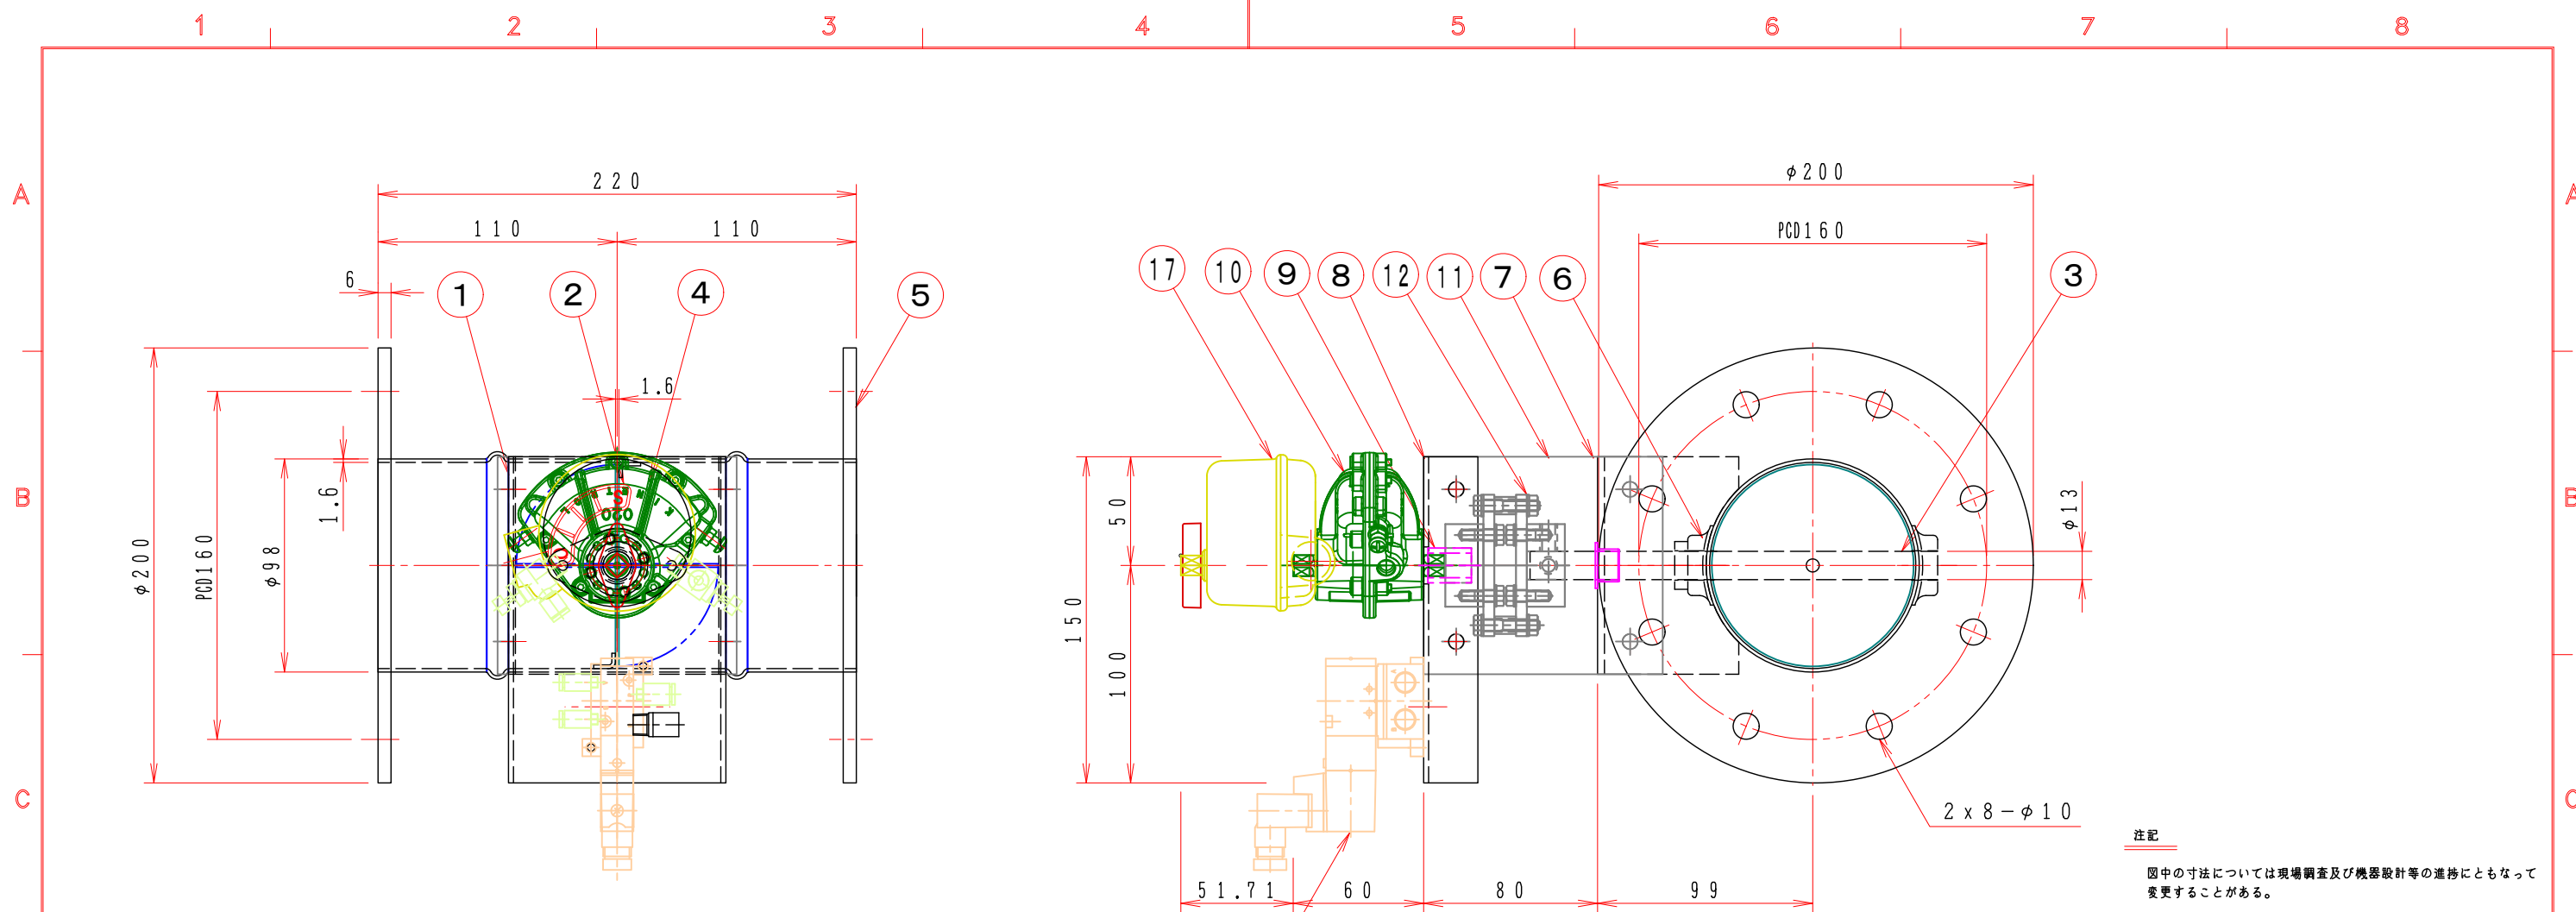 1 2 3 4 5 6 7 8
A A
220
φ200
110 110
PCD160
17 10 9 8 12 11 7 6 3
6
1 2 4 5
1.6
B B
S
O
020
1.6
φ98
PCD160
φ200
50
150
100
φ13
C C
2x8-φ10
注記
図中の寸法については現場調査及び機器設計等の進捗にともなって
変更することがある。
51.71 60 80 99